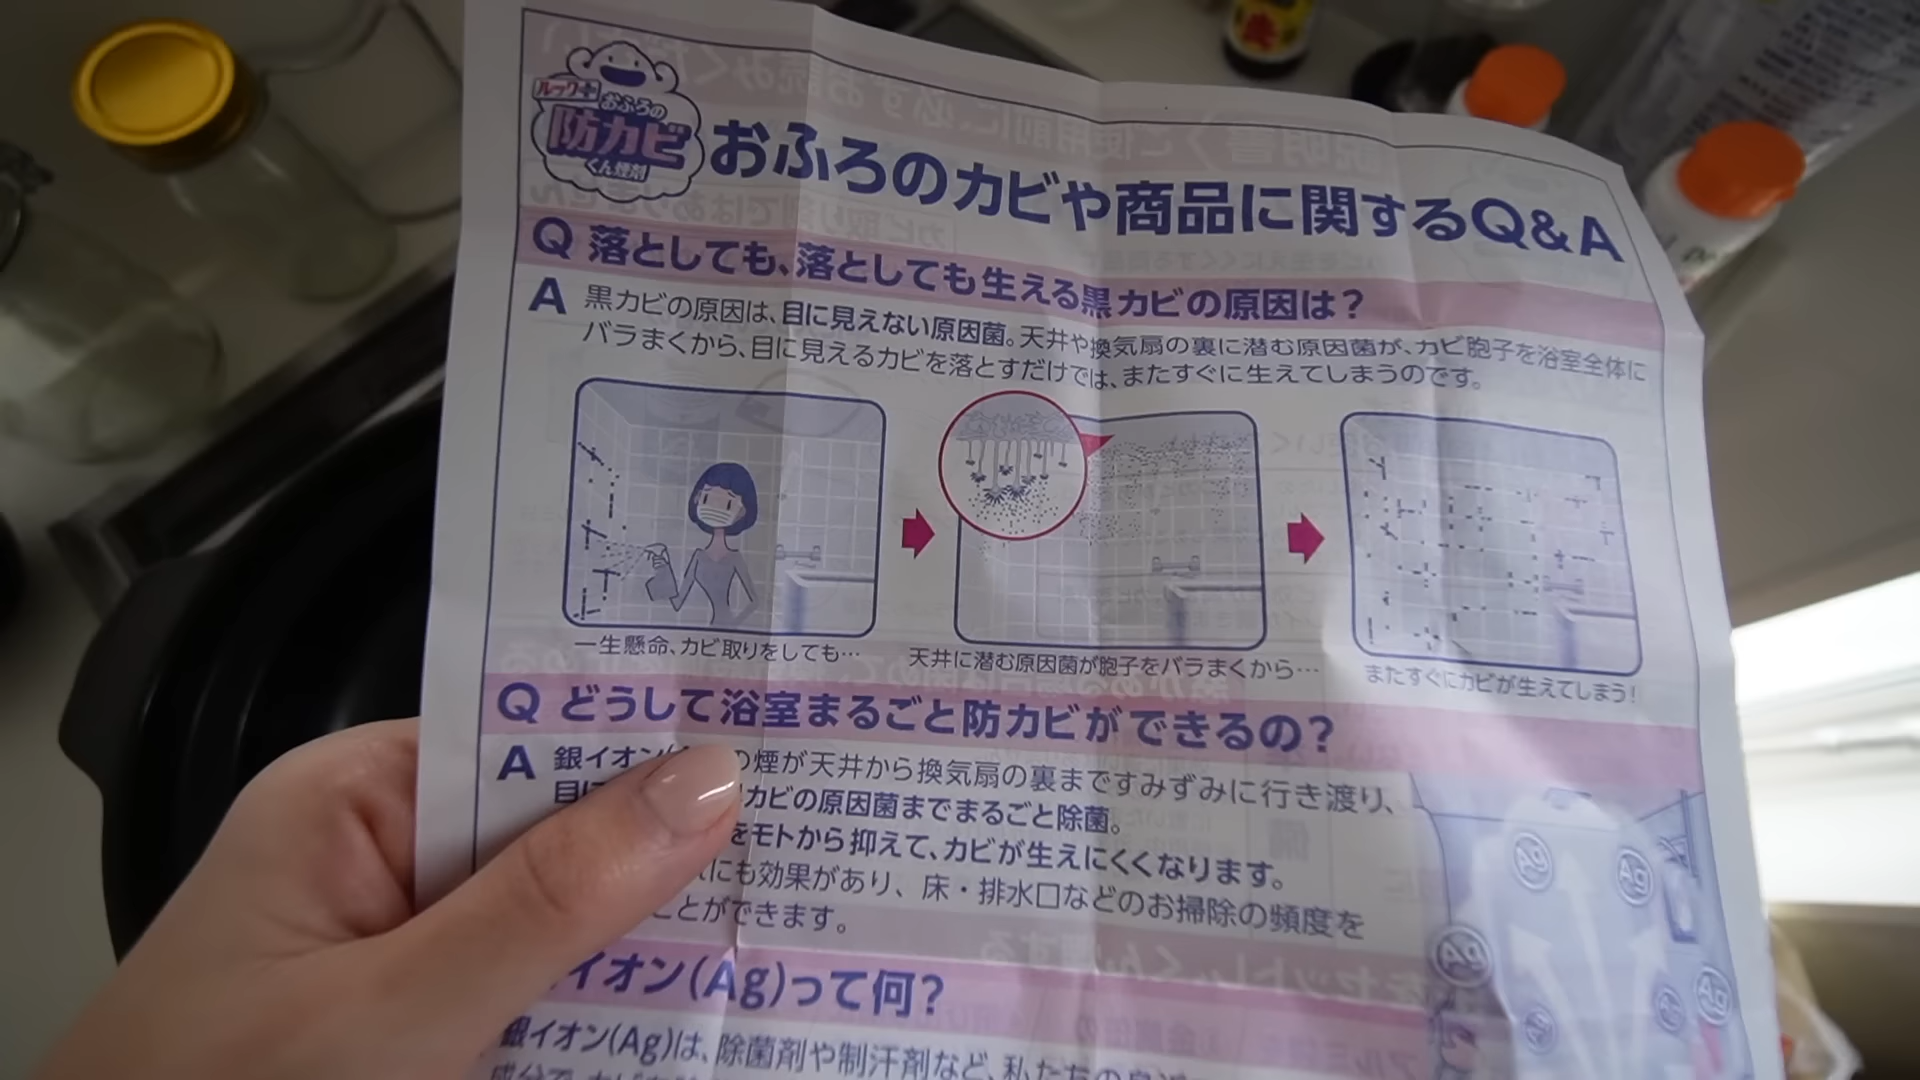 ルック+
おふろの
防カビ
くん煙剤
おふろのカビや商品に関するQ&A
Q 落としても、落としても生える黒カビの原因は?
A 黒カビの原因は、目に見えない原因菌。天井や換気扇の裏に潜む原因菌が、カビ胞子を浴室全体に
バラまくから、目に見えるカビを落とすだけでは、またすぐに生えてしまうのです。
一生懸命、カビ取りをしても…
天井に潜む原因菌が胞子をバラまくから…
またすぐにカビが生えてしまう!
Q どうして浴室まるごと防カビができるの?
A 銀イオン の煙が天井から換気扇の裏まですみずみに行き渡り、
目に カビの原因菌までまるごと除菌。
をモトから抑えて、カビが生えにくくなります。
にも効果があり、床・排水口などのお掃除の頻度を
ことができます。
イオン(Ag)って何?
銀イオン(Ag)は、除菌剤や制汗剤など、私たちの身近
Ag
Ag
Ag
Ag
Ag
Ag